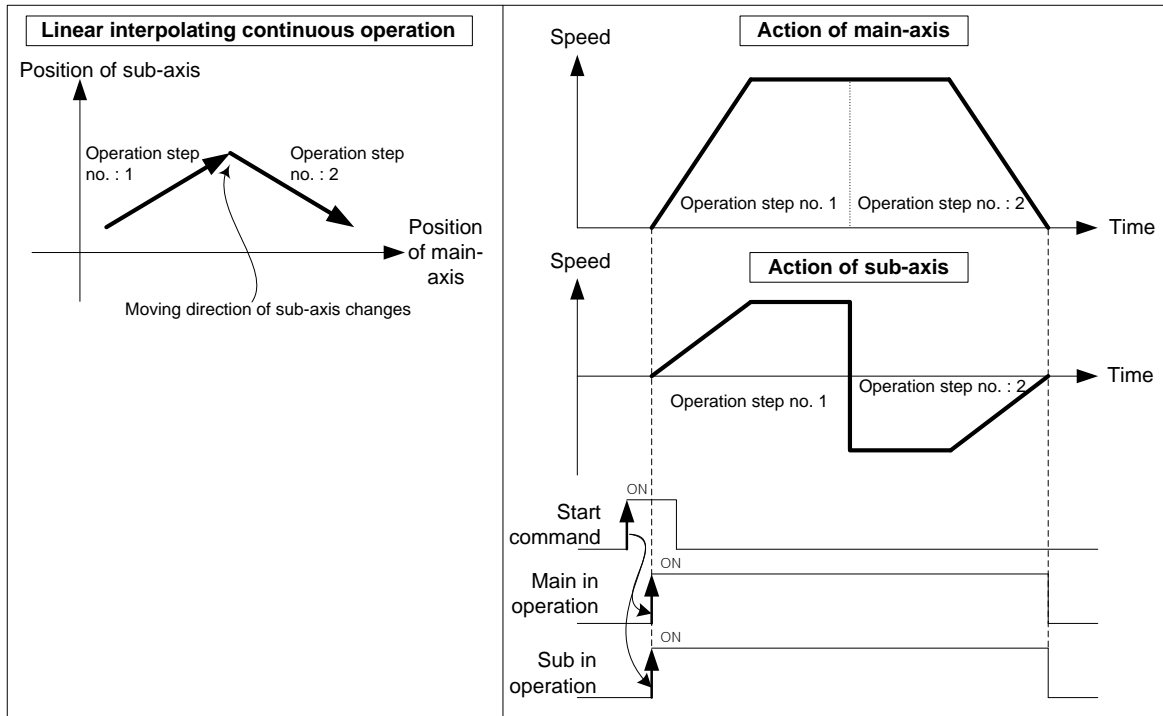 Linear interpolating continuous operation
Position of sub-axis
Operation step
no. : 1
Operation step
no. : 2
Position
of main-
axis
Moving direction of sub-axis changes
Action of main-axis
Speed
Operation step no. 1
Operation step no. : 2
Time
Action of sub-axis
Speed
Operation step no. 1
Operation step no. : 2
Time
ON
Start
command
ON
Main in
operation
ON
Sub in
operation